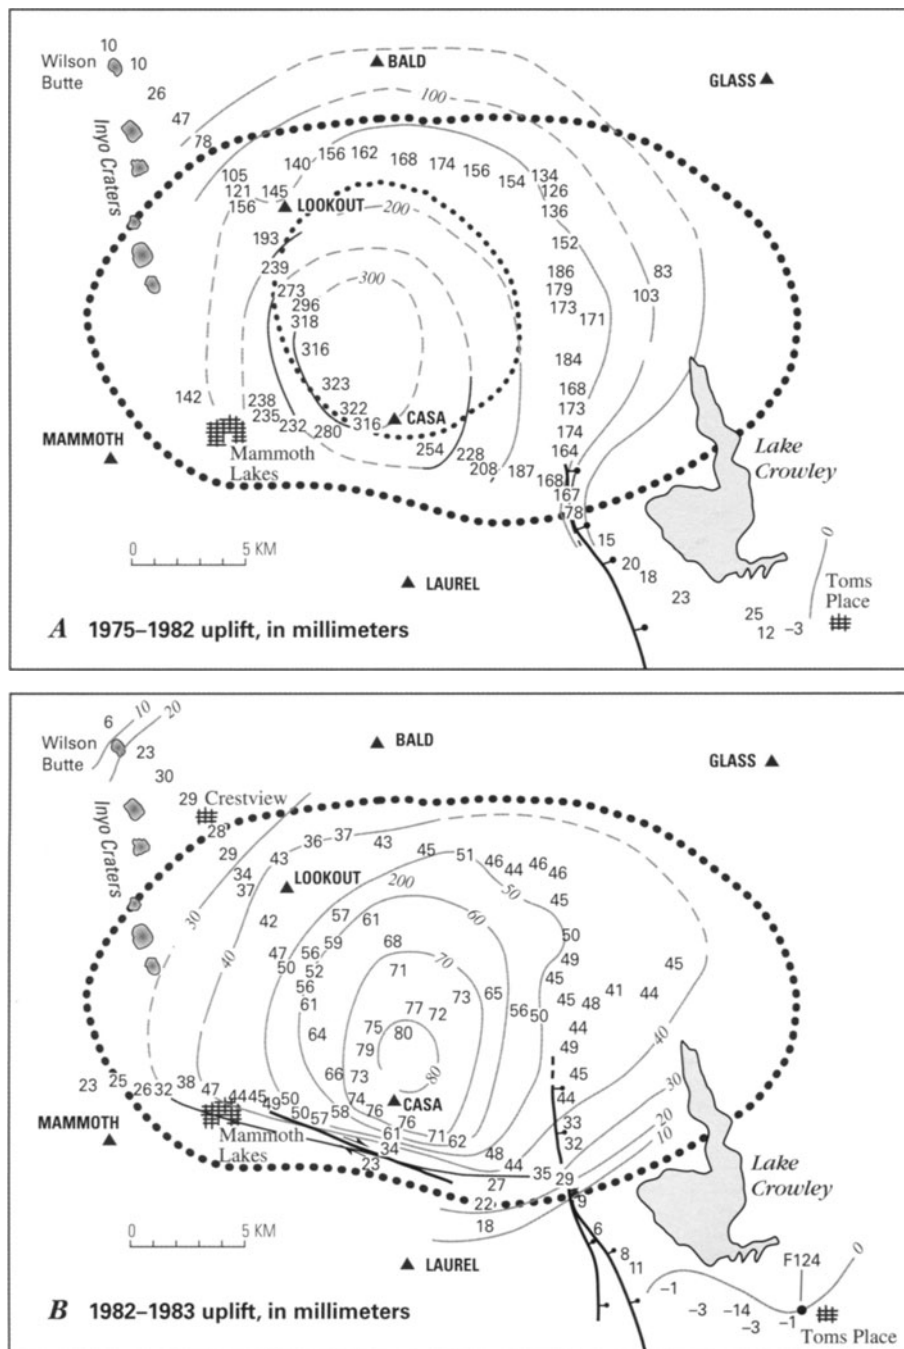 10
Wilson
Butte
10
BALD
GLASS
26
100
47
78
Inyo Craters
156 162 168 174 156 154 134
140
126
105
121 145
156
LOOKOUT
200
136
193
152
239
300
83
186
273
179
103
296
173
318
171
316
184
323
168
142
238
322
173
235
316
CASA
232
280
174
MAMMOTH
Mammoth
Lakes
254
228
164
Lake
Crowley
208
187
168
167
78
0 5 KM
15
0
20
18
LAUREL
23
Toms
Place
25
12 –3
A 1975–1982 uplift, in millimeters
10
20
6
Wilson
Butte
23
BALD
GLASS
30
29 Crestview
Inyo Craters
28
36 37 43
29
43
45 51 46 44 46 46
34
37
LOOKOUT
200
50
45
30
42
57 61
60
50
40
47
56 59
68
50
52
71
70
49
45
56
73 65
45
45 48 41 44
61
77 72
56 50
75 80
44
40
64
79
49
66 73
80
45
30
23 25 26 32 38 47 44 45 49 50
74
CASA
44
20
50 57 58 76
76
33
10
MAMMOTH
Mammoth
Lakes
61
71 62
32
34
48
23
44 35 29
Lake
Crowley
27
22
9
18
6
0 5 KM
8
F124
0
LAUREL
11
–1
–3 –14
–3
–1
B 1982–1983 uplift, in millimeters
Toms Place